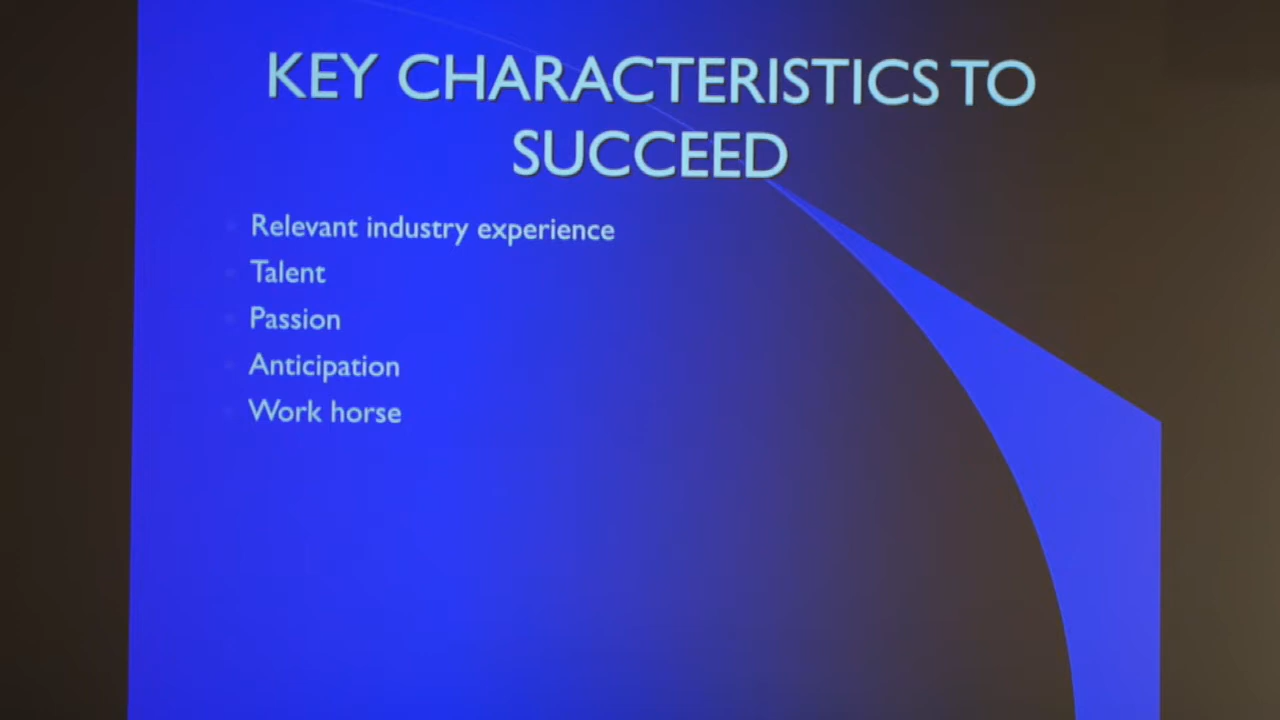 KEY CHARACTERISTICS TO
SUCCEED
Relevant industry experience
Talent
Passion
Anticipation
Work horse